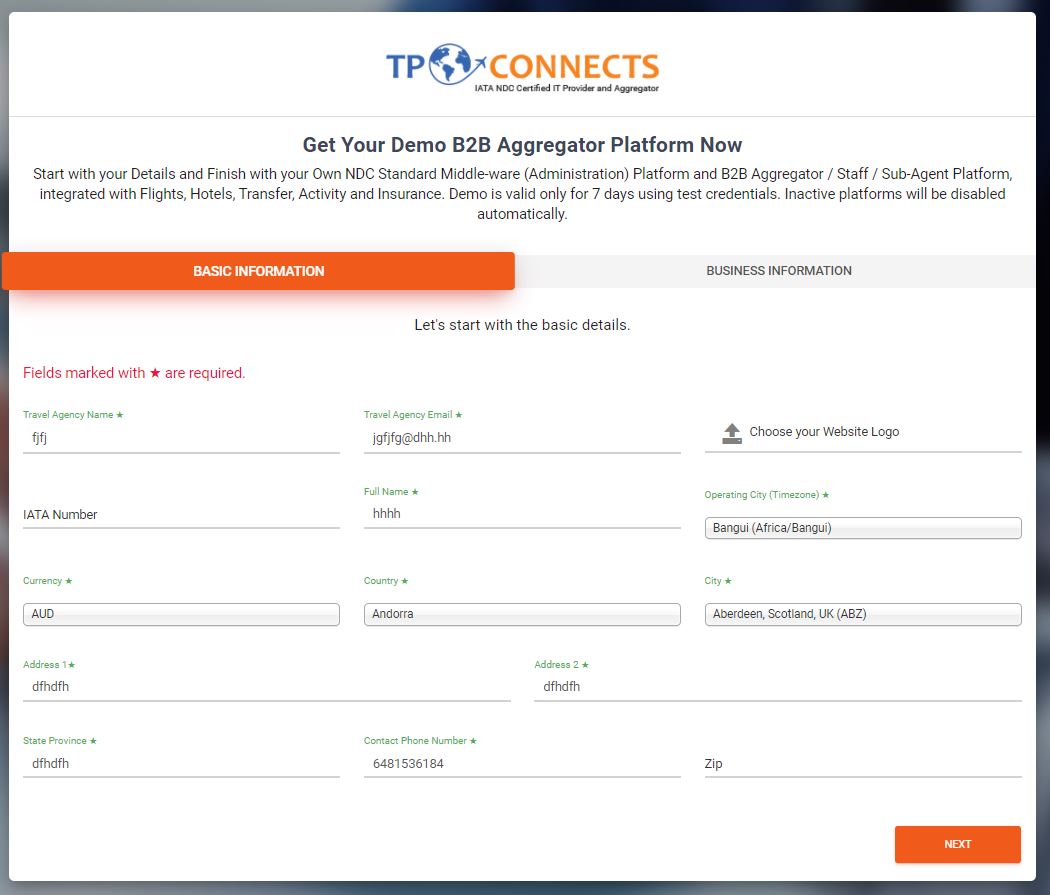 TP CONNECTS
IATA NDC Certified IT Provider and Aggregator
Get Your Demo B2B Aggregator Platform Now
Start with your Details and Finish with your Own NDC Standard Middle-ware (Administration) Platform and B2B Aggregator / Staff / Sub-Agent Platform,
integrated with Flights, Hotels, Transfer, Activity and Insurance. Demo is valid only for 7 days using test credentials. Inactive platforms will be disabled
automatically.
BASIC INFORMATION
BUSINESS INFORMATION
Let's start with the basic details.
Fields marked with ★ are required.
Travel Agency Name ★
fjfj
Travel Agency Email ★
jgfjfg@dhh.hh
Choose your Website Logo
IATA Number
Full Name ★
hhhh
Operating City (Timezone) ★
Bangui (Africa/Bangui)
Currency ★
AUD
Country ★
Andorra
City ★
Aberdeen, Scotland, UK (ABZ)
Address 1★
dfhdfh
Address 2 ★
dfhdfh
State Province ★
dfhdfh
Contact Phone Number ★
6481536184
Zip
NEXT